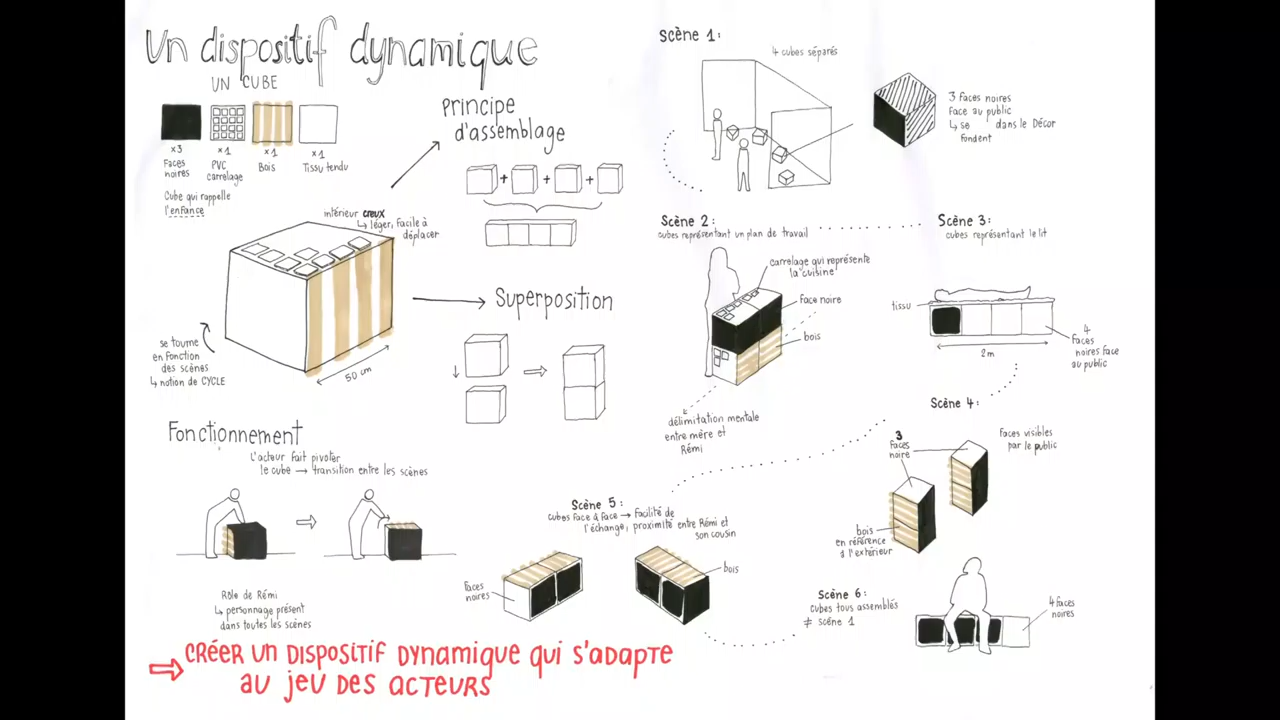 Un dispositif dynamique
UN CUBE
x3
Faces
noires
x1
PVC
carrelage
x1
Bois
x1
Tissu tendu
Cube qui rappelle
l'enfance
intérieur creux
↳ léger, facile à
déplacer
se tourne
en fonction
des scènes
↳ notion de CYCLE
50 cm
Principe
d'assemblage
+ + +
Superposition
Fonctionnement
L'acteur fait pivoter
le cube → transition entre les scènes
Rôle de Rémi
↳ personnage présent
dans toutes les scènes
Scène 1:
4 cubes séparés
3 faces noires
Face au public
↳ se dans le Décor
fondent
Scène 2:
cubes représentant un plan de travail
carrelage qui représente
la cuisine
Face noire
bois
délimitation mentale
entre mère et
Rémi
Scène 3:
cubes représentant le lit
tissu
2m
4
Faces
noires face
au public
Scène 4:
3
faces
noire
Faces visibles
par le public
bois
en référence
à l'extérieur
Scène 5:
cubes face à face → Facilité de
l'échange, proximité entre Rémi et
son cousin
Faces
noires
bois
Scène 6:
cubes tous assemblés
≠ scène 1
4 faces
noires
⇒ CRÉER UN DISPOSITIF DYNAMIQUE QUI S'ADAPTE
AU JEU DES ACTEURS